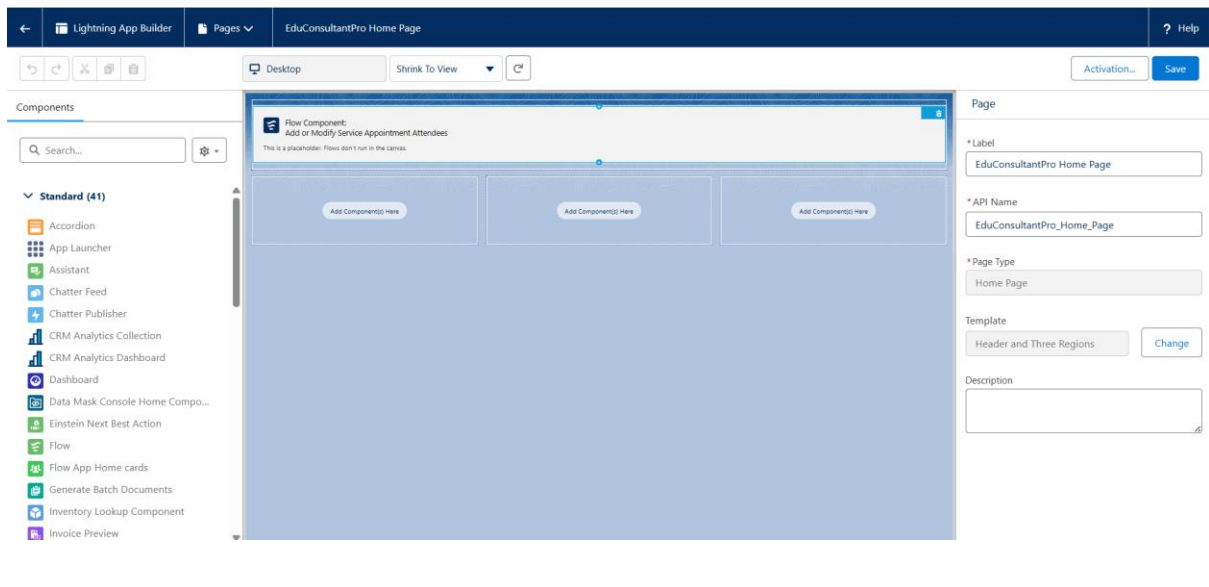 Lightning App Builder
Pages
EduConsultantPro Home Page
? Help
Desktop
Shrink To View
Activation...
Save
Components
Search...
Standard (41)
Accordion
App Launcher
Assistant
Chatter Feed
Chatter Publisher
CRM Analytics Collection
CRM Analytics Dashboard
Dashboard
Data Mask Console Home Compo...
Einstein Next Best Action
Flow
Flow App Home cards
Generate Batch Documents
Inventory Lookup Component
Invoice Preview
Flow Component:
Add or Modify Service Appointment Attendees
This is a placeholder. Flows don't run in the canvas.
Add Component(s) Here
Add Component(s) Here
Add Component(s) Here
Page
*Label
EduConsultantPro Home Page
*API Name
EduConsultantPro_Home_Page
*Page Type
Home Page
Template
Header and Three Regions
Change
Description